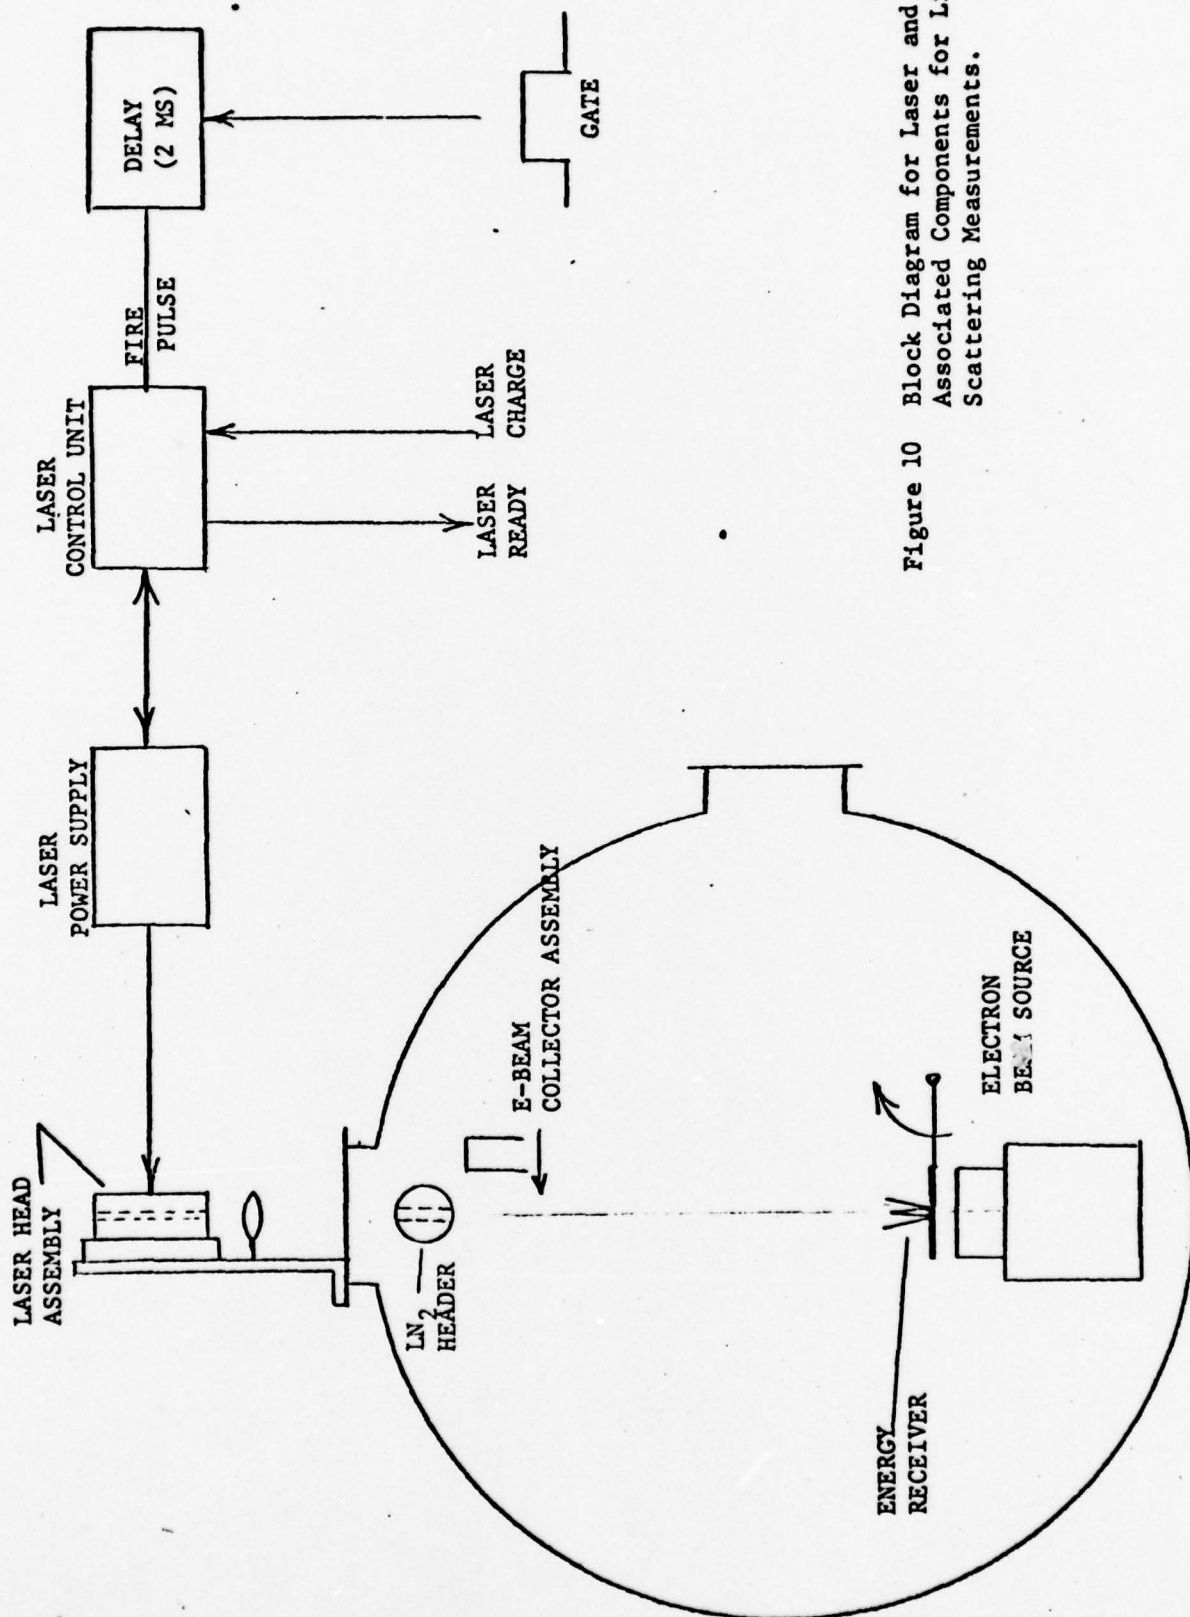 LASER HEAD
ASSEMBLY
LASER
POWER SUPPLY
LASER
CONTROL UNIT
FIRE
PULSE
DELAY
(2 MS)
LASER
READY
LASER
CHARGE
GATE
LN2
HEADER
E-BEAM
COLLECTOR ASSEMBLY
ENERGY
RECEIVER
ELECTRON
BEAM SOURCE
Figure 10 Block Diagram for Laser and
Associated Components for
Scattering Measurements.